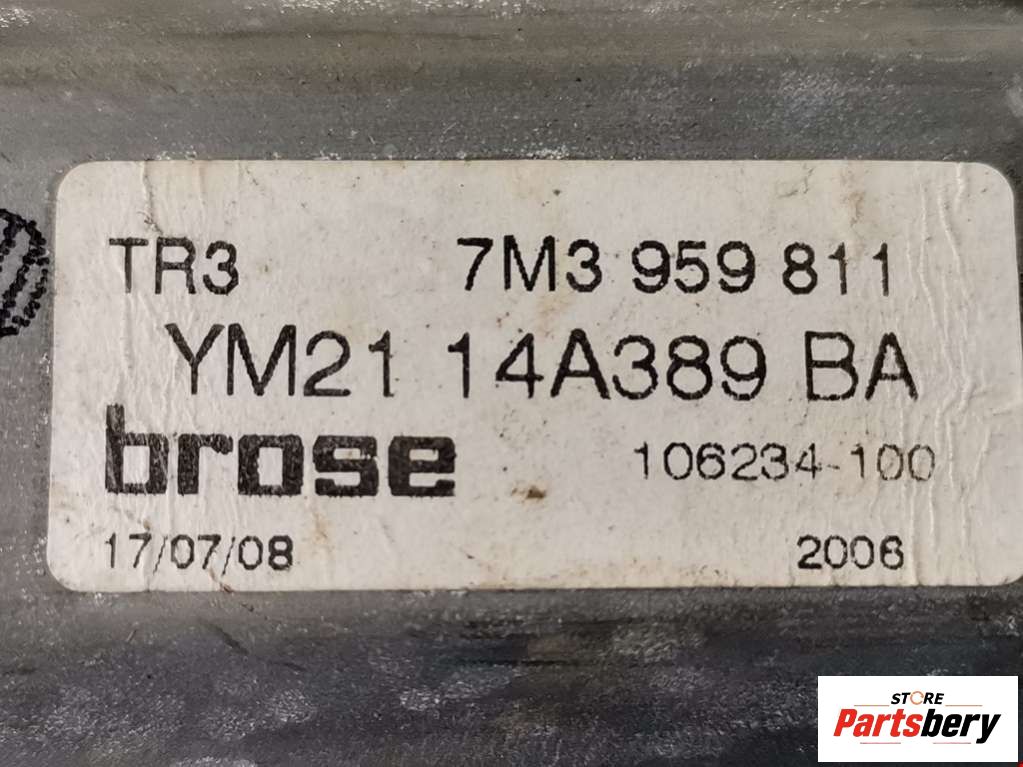 TR3 7M3 959 811
YM21 14A389 BA
brose 106234-100
17/07/08 2006
STORE
Partsbery